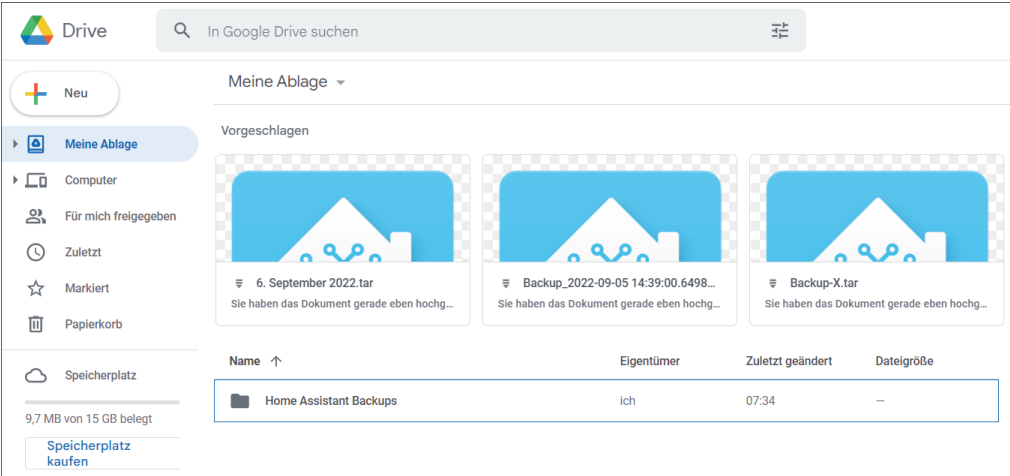 Drive
In Google Drive suchen
Neu
Meine Ablage
Computer
Für mich freigegeben
Zuletzt
Markiert
Papierkorb
Speicherplatz
9,7 MB von 15 GB belegt
Speicherplatz
kaufen
Meine Ablage
Vorgeschlagen
6. September 2022.tar
Sie haben das Dokument gerade eben hochg...
Backup_2022-09-05 14:39:00.6498...
Sie haben das Dokument gerade eben hochg...
Backup-X.tar
Sie haben das Dokument gerade eben hochg...
Name Eigentümer Zuletzt geändert Dateigröße
Home Assistant Backups ich 07:34 —